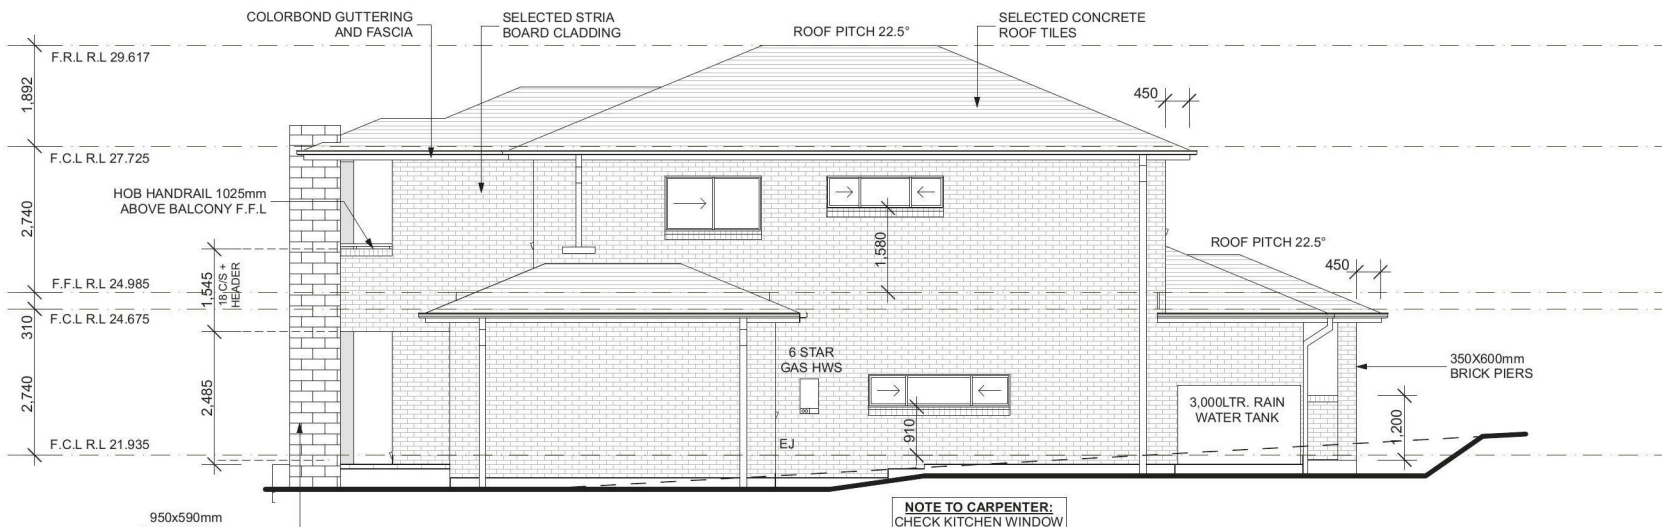 COLORBOND GUTTERING
AND FASCIA
SELECTED STRIA
BOARD CLADDING
ROOF PITCH 22.5°
SELECTED CONCRETE
ROOF TILES
F.R.L R.L 29.617
1,892
450
F.C.L R.L 27.725
HOB HANDRAIL 1025mm
ABOVE BALCONY F.F.L
2,740
ROOF PITCH 22.5°
1,580
450
1,545
18 C/S +
HEADER
F.F.L R.L 24.985
310
F.C.L R.L 24.675
6 STAR
GAS HWS
350X600mm
BRICK PIERS
2,740
2,485
3,000LTR. RAIN
WATER TANK
910
1,200
F.C.L R.L 21.935
EJ
NOTE TO CARPENTER:
CHECK KITCHEN WINDOW
950x590mm